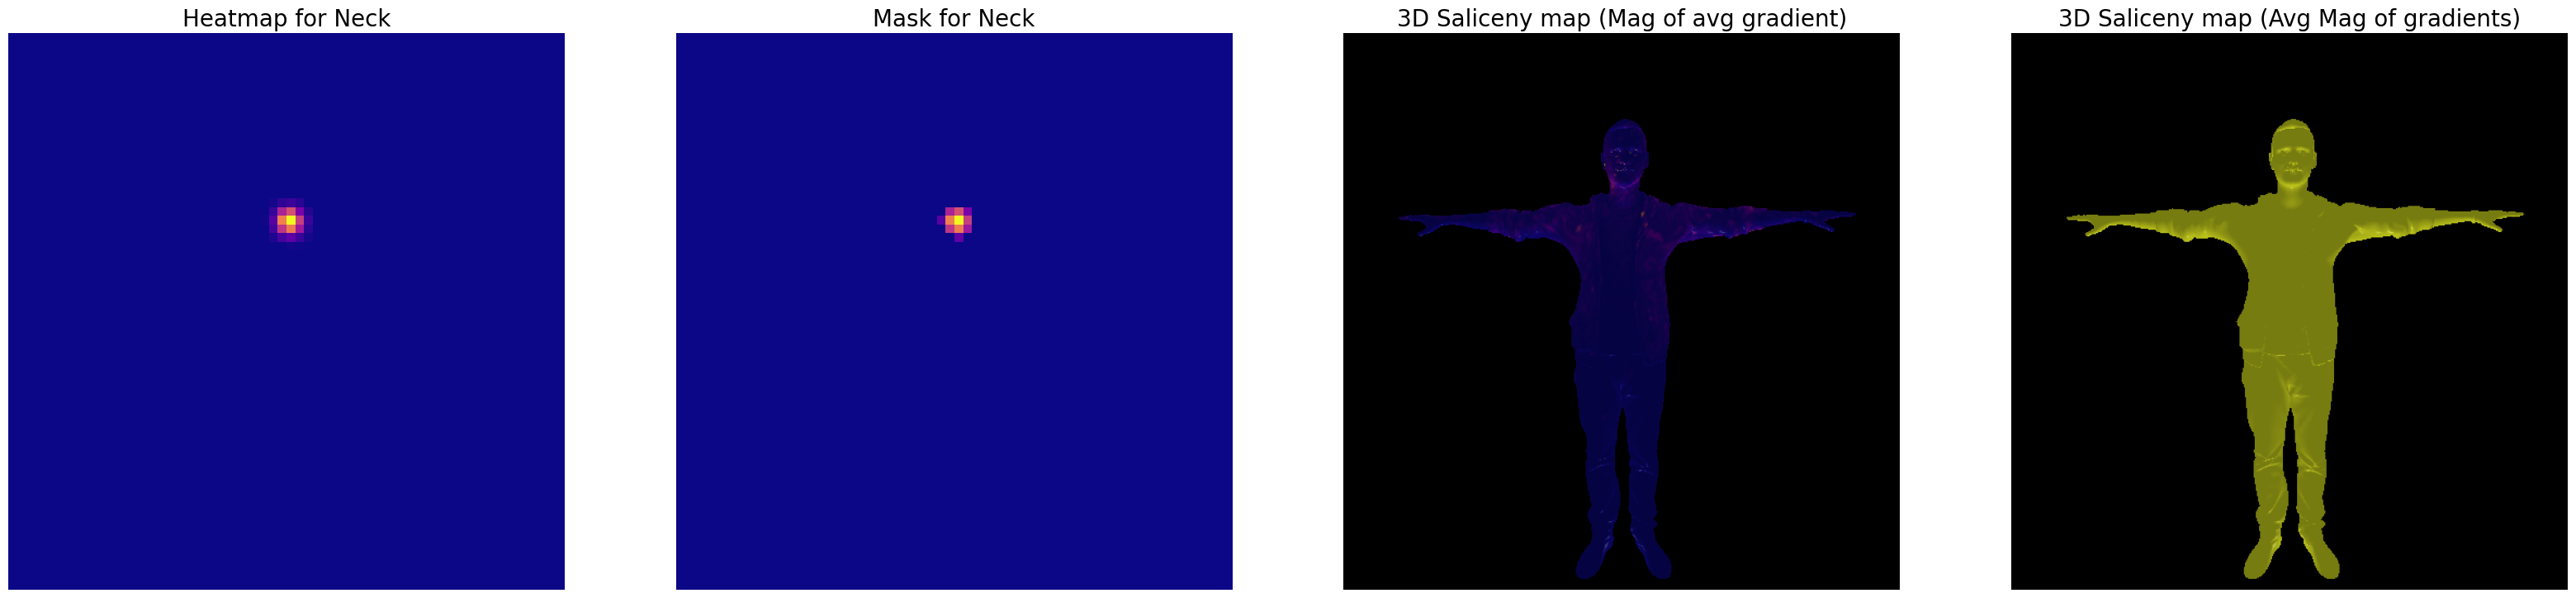 Heatmap for Neck
Mask for Neck
3D Saliceny map (Mag of avg gradient)
3D Saliceny map (Avg Mag of gradients)